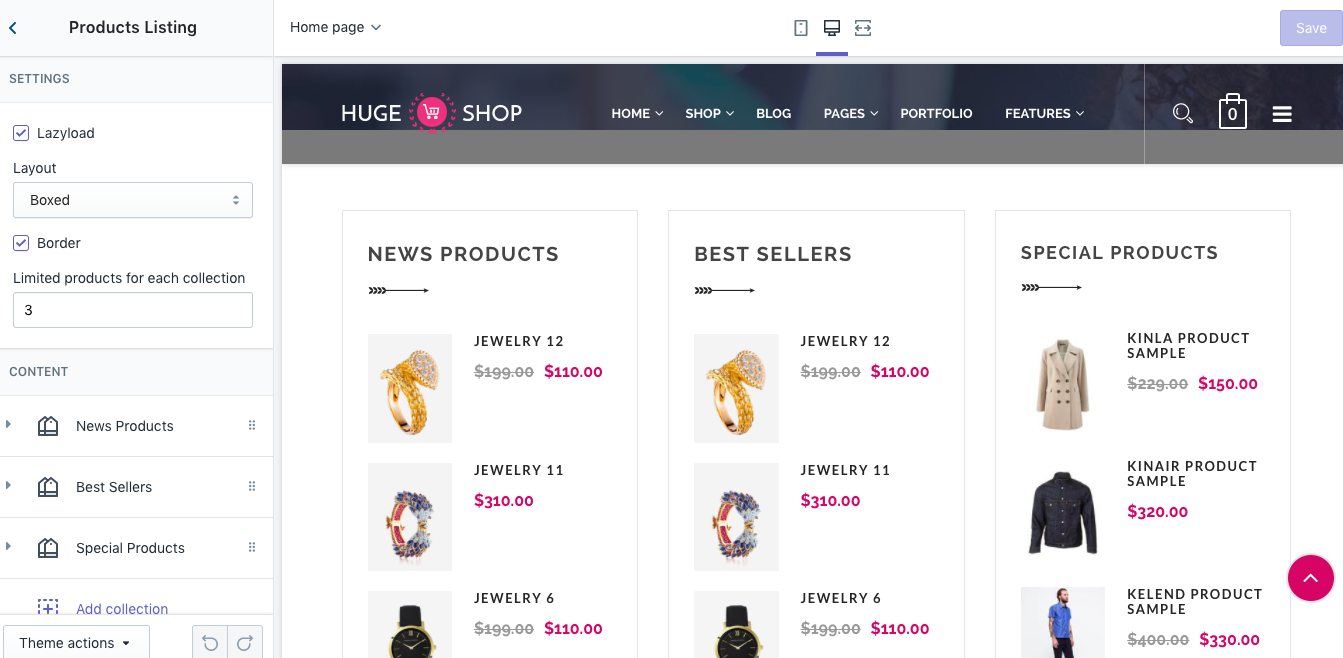 Products Listing
Home page
Save
SETTINGS
Lazyload
Layout
Boxed
Border
Limited products for each collection
3
CONTENT
News Products
Best Sellers
Special Products
Add collection
Theme actions
HUGE SHOP
HOME
SHOP
BLOG
PAGES
PORTFOLIO
FEATURES
0
NEWS PRODUCTS
JEWELRY 12
$199.00 $110.00
JEWELRY 11
$310.00
JEWELRY 6
$199.00 $110.00
BEST SELLERS
JEWELRY 12
$199.00 $110.00
JEWELRY 11
$310.00
JEWELRY 6
$199.00 $110.00
SPECIAL PRODUCTS
KINLA PRODUCT
SAMPLE
$229.00 $150.00
KINAIR PRODUCT
SAMPLE
$320.00
KELEND PRODUCT
SAMPLE
$400.00 $330.00